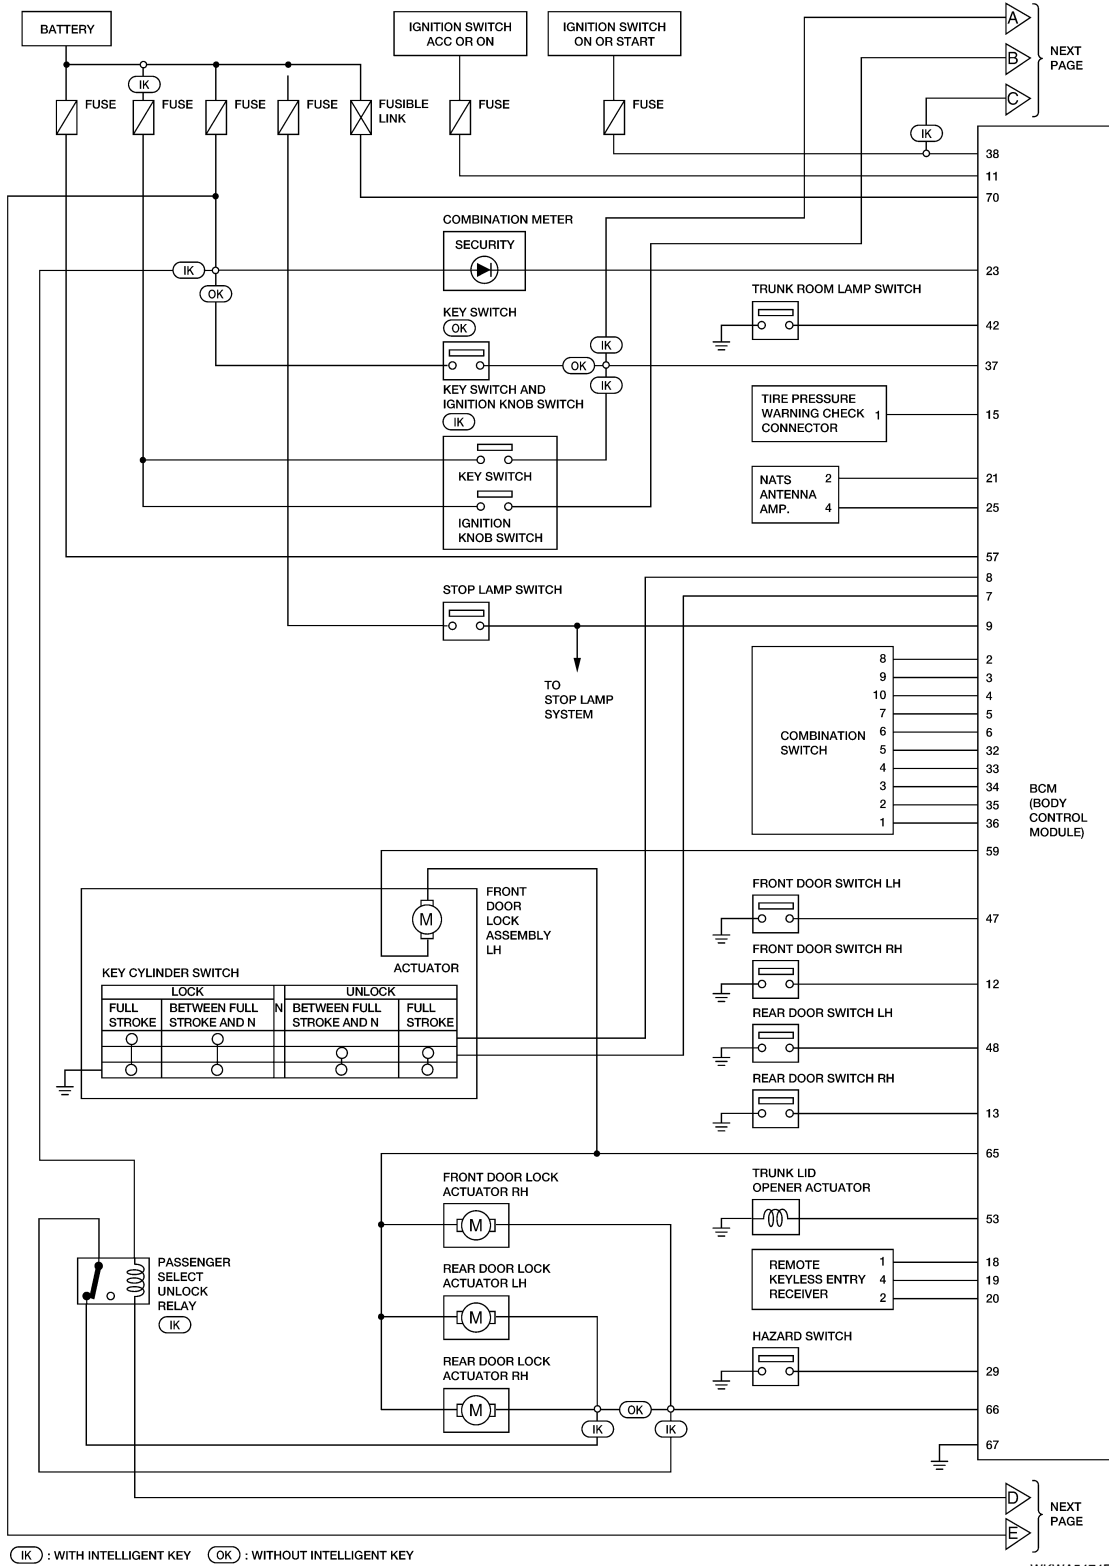 BATTERY
IGNITION SWITCH
ACC OR ON
IGNITION SWITCH
ON OR START
A
B
C
NEXT
PAGE
IK
FUSE
FUSE
FUSE
FUSE
FUSIBLE
LINK
FUSE
FUSE
IK
38
11
70
COMBINATION METER
SECURITY
IK
23
OK
TRUNK ROOM LAMP SWITCH
KEY SWITCH
OK
42
IK
OK
37
IK
KEY SWITCH AND
IGNITION KNOB SWITCH
IK
TIRE PRESSURE
WARNING CHECK 1
CONNECTOR
15
KEY SWITCH
IGNITION
KNOB SWITCH
NATS 2
ANTENNA
AMP. 4
21
25
57
8
7
STOP LAMP SWITCH
9
TO
STOP LAMP
SYSTEM
COMBINATION
SWITCH
8 2
9 3
10 4
7 5
6 6
5 32
4 33
3 34
2 35
1 36
BCM
(BODY
CONTROL
MODULE)
59
FRONT
DOOR
LOCK
ASSEMBLY
LH
M
ACTUATOR
FRONT DOOR SWITCH LH
47
FRONT DOOR SWITCH RH
12
REAR DOOR SWITCH LH
48
REAR DOOR SWITCH RH
13
KEY CYLINDER SWITCH
LOCK
N
UNLOCK
FULL
STROKE
BETWEEN FULL
STROKE AND N
BETWEEN FULL
STROKE AND N
FULL
STROKE
65
FRONT DOOR LOCK
ACTUATOR RH
M
TRUNK LID
OPENER ACTUATOR
53
PASSENGER
SELECT
UNLOCK
RELAY
IK
REAR DOOR LOCK
ACTUATOR LH
M
REMOTE
KEYLESS ENTRY
RECEIVER
1 18
4 19
2 20
HAZARD SWITCH
29
REAR DOOR LOCK
ACTUATOR RH
M
OK
66
IK
IK
67
D
E
NEXT
PAGE
IK : WITH INTELLIGENT KEY OK : WITHOUT INTELLIGENT KEY